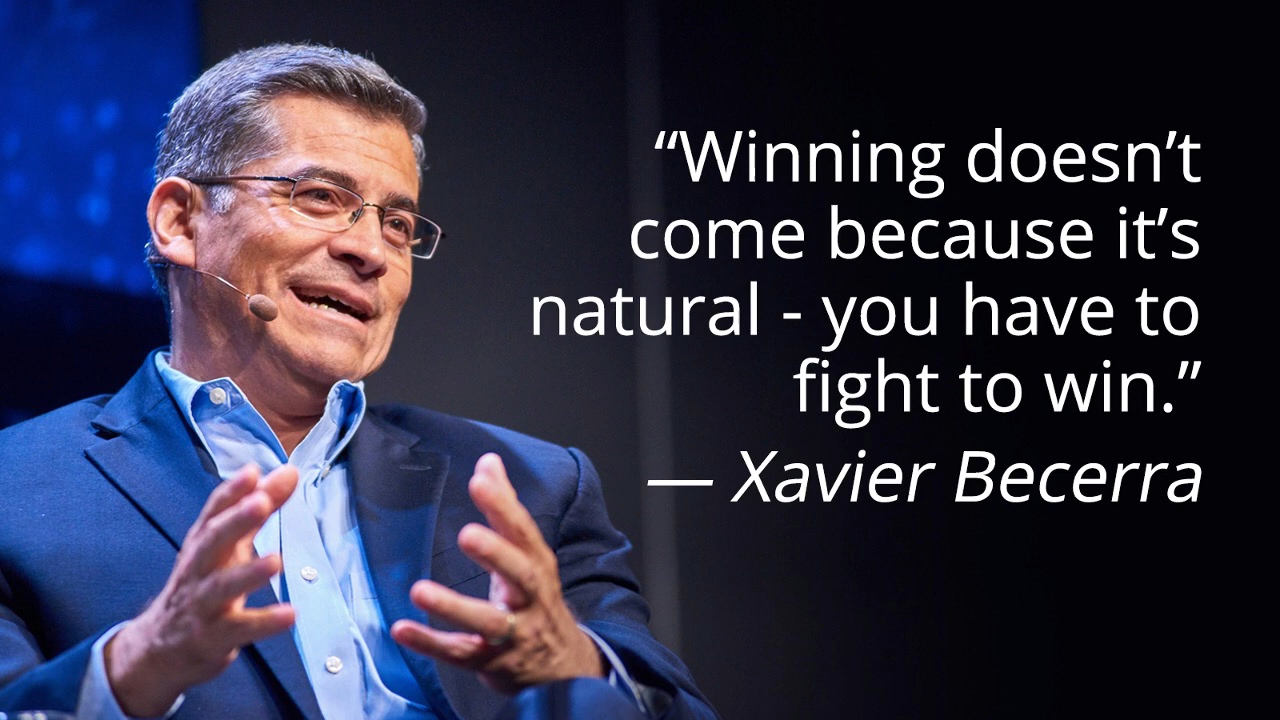 “Winning doesn’t
come because it’s
natural - you have to
fight to win.”
— Xavier Becerra